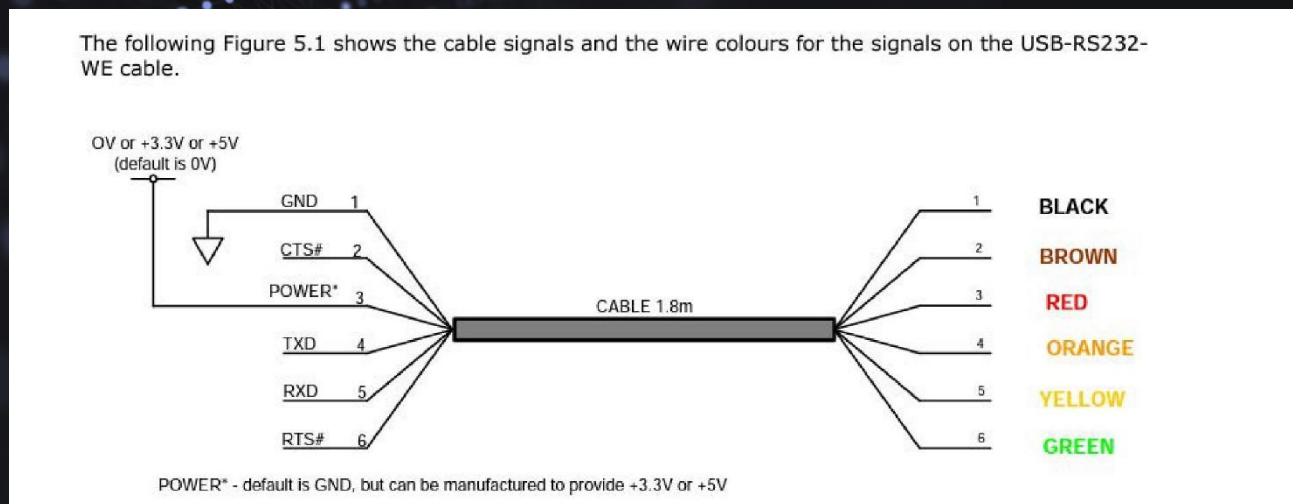 The following Figure 5.1 shows the cable signals and the wire colours for the signals on the USB-RS232-
WE cable.
OV or +3.3V or +5V
(default is 0V)
GND 1
CTS# 2
POWER* 3
TXD 4
RXD 5
RTS# 6
CABLE 1.8m
1 BLACK
2 BROWN
3 RED
4 ORANGE
5 YELLOW
6 GREEN
POWER* - default is GND, but can be manufactured to provide +3.3V or +5V